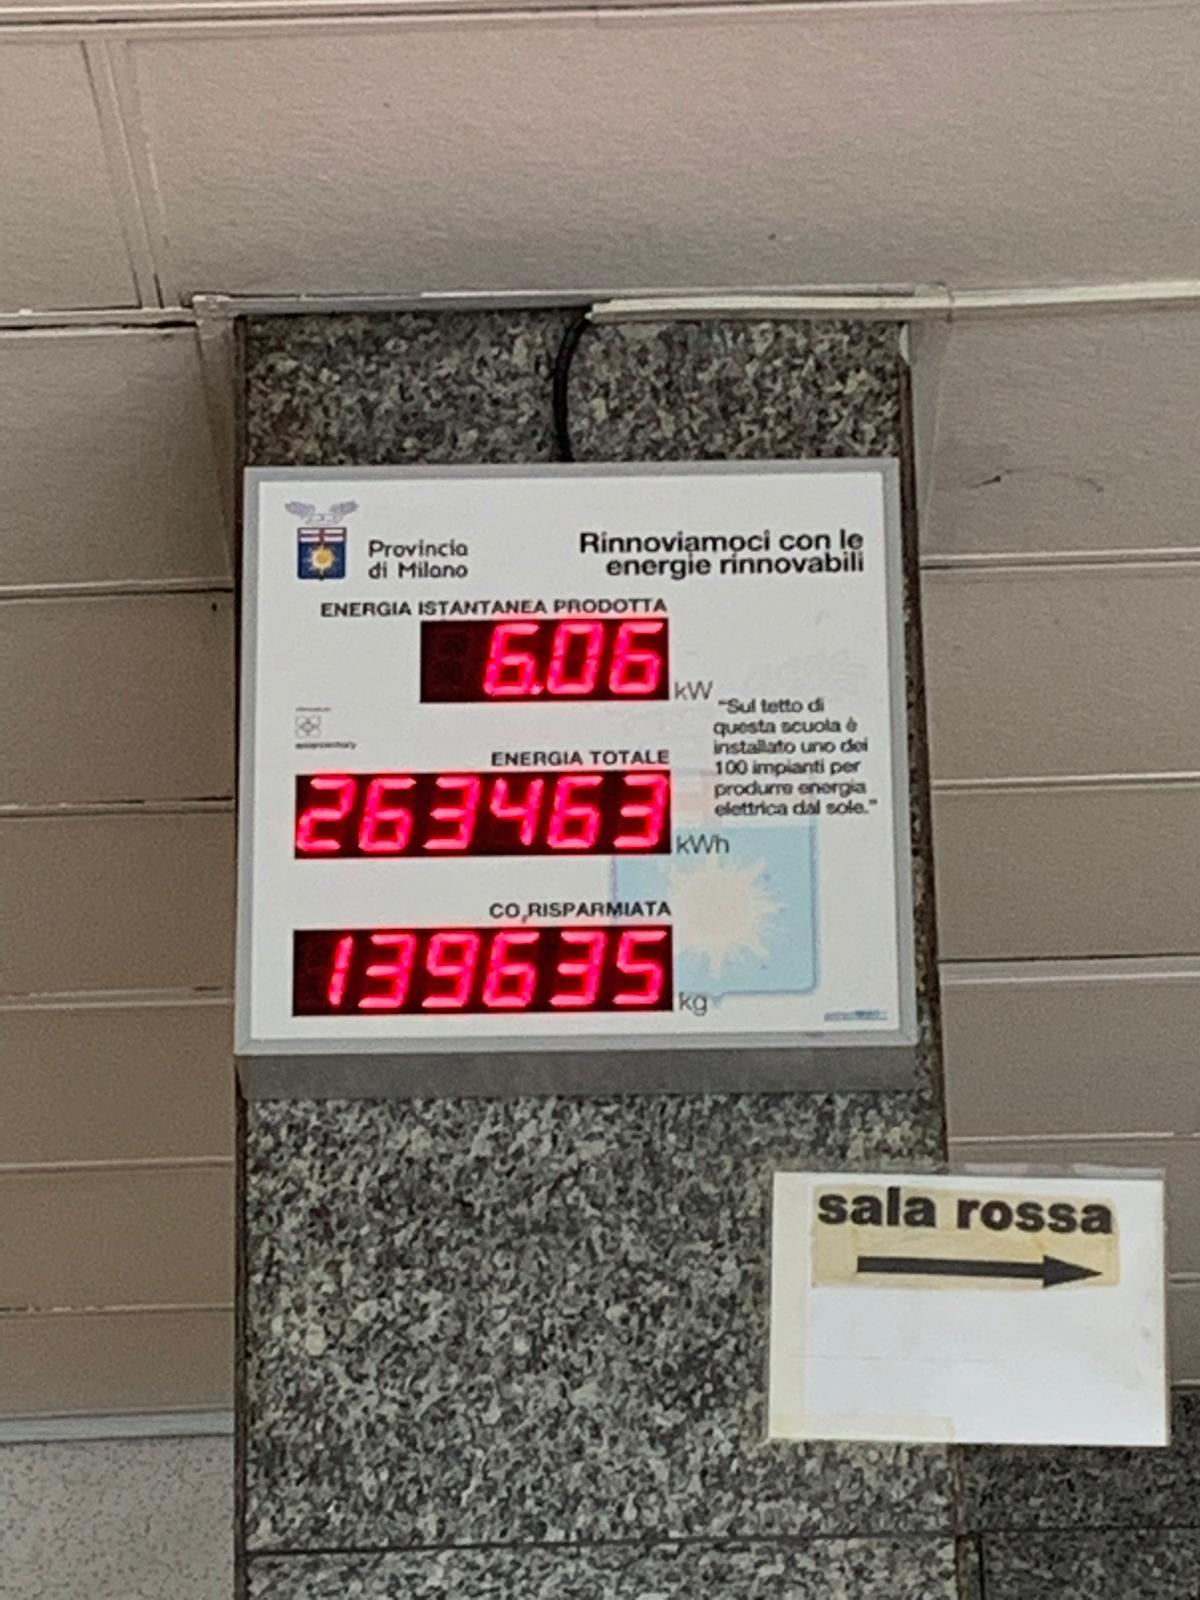 Provincia
di Milano
Rinnoviamoci con le
energie rinnovabili
ENERGIA ISTANTANEA PRODOTTA
6.06
kW
"Sul tetto di
questa scuola è
installato uno dei
100 impianti per
produrre energia
elettrica dal sole."
ENERGIA TOTALE
263463
kWh
CO2 RISPARMIATA
139635
kg
sala rossa